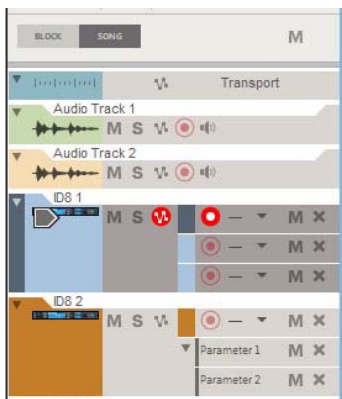 BLOCK SONG M
Transport
Audio Track 1
M S
Audio Track 2
M S
ID8 1
M S M
M
M
ID8 2
M S M
Parameter 1 M
Parameter 2 M